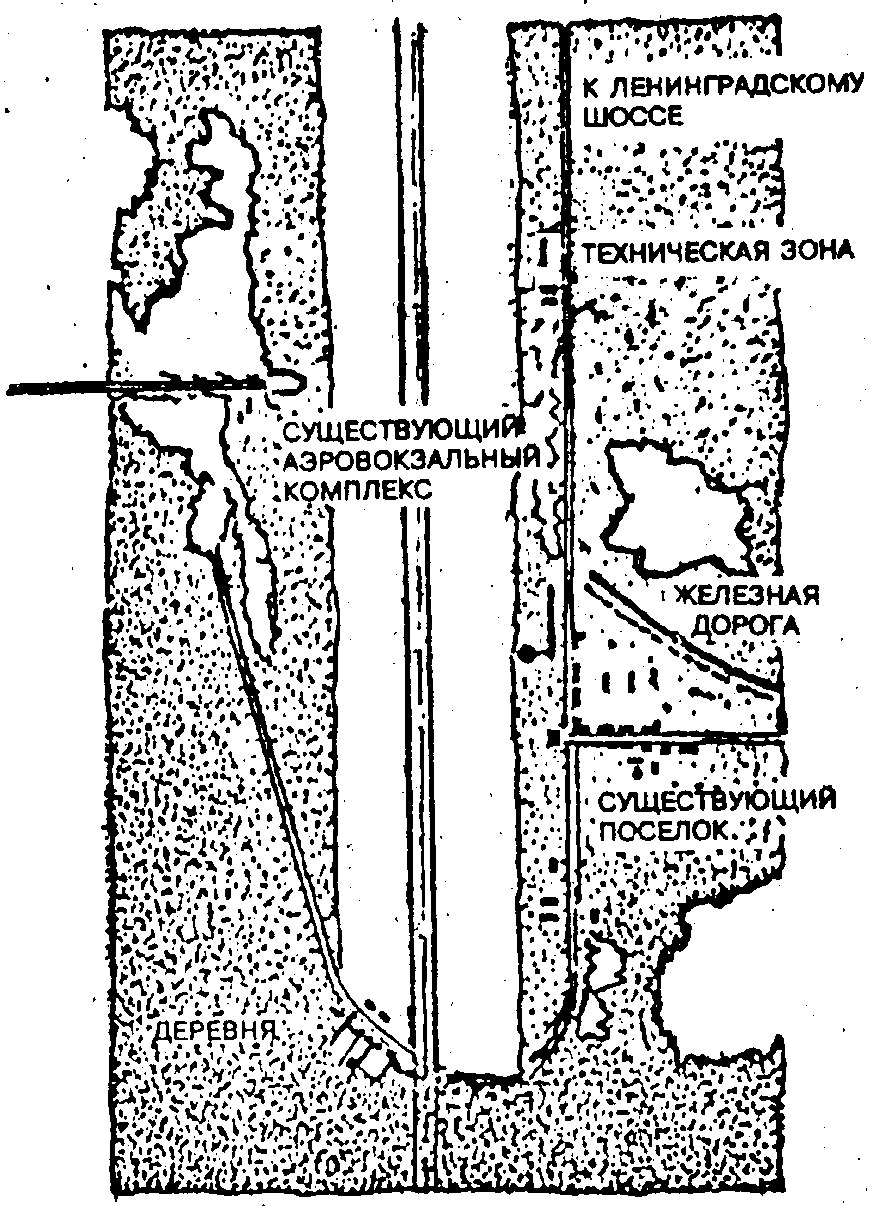 К ЛЕНИНГРАДСКОМУ
ШОССЕ
ТЕХНИЧЕСКАЯ ЗОНА
СУЩЕСТВУЮЩИЙ
АЭРОВОКЗАЛЬНЫЙ
КОМПЛЕКС
ЖЕЛЕЗНАЯ
ДОРОГА
СУЩЕСТВУЮЩИЙ
ПОСЕЛОК
ДЕРЕВНЯ